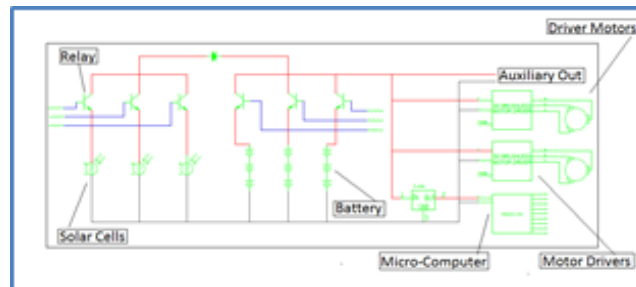 Driver Motors
Relay
Auxiliary Out
Solar Cells
Battery
Micro-Computer
Motor Drivers